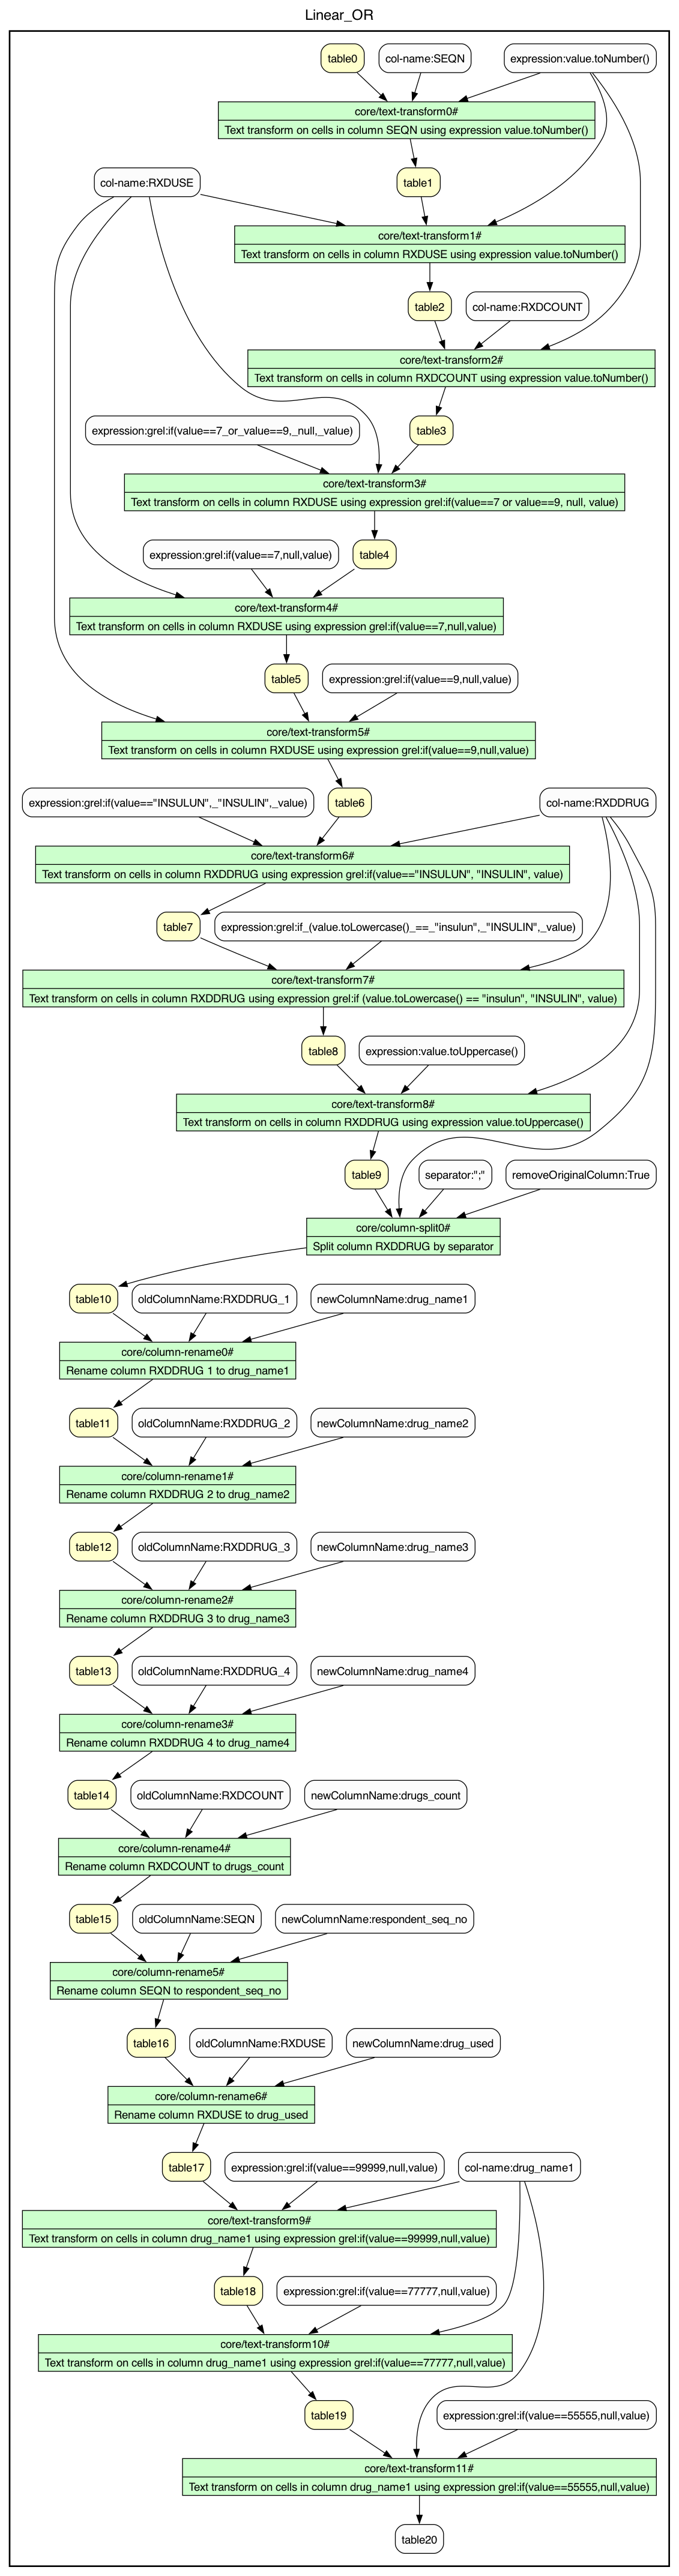 Linear_OR
table0
col-name:SEQN
expression:value.toNumber()
core/text-transform0#
Text transform on cells in column SEQN using expression value.toNumber()
col-name:RXDUSE
table1
core/text-transform1#
Text transform on cells in column RXDUSE using expression value.toNumber()
table2
col-name:RXDCOUNT
core/text-transform2#
Text transform on cells in column RXDCOUNT using expression value.toNumber()
expression:grel:if(value==7_or_value==9,_null,_value)
table3
core/text-transform3#
Text transform on cells in column RXDUSE using expression grel:if(value==7 or value==9, null, value)
expression:grel:if(value==7,null,value)
table4
core/text-transform4#
Text transform on cells in column RXDUSE using expression grel:if(value==7,null,value)
table5
expression:grel:if(value==9,null,value)
core/text-transform5#
Text transform on cells in column RXDUSE using expression grel:if(value==9,null,value)
expression:grel:if(value=="INSULUN",_"INSULIN",_value)
table6
col-name:RXDDRUG
core/text-transform6#
Text transform on cells in column RXDDRUG using expression grel:if(value=="INSULUN", "INSULIN", value)
table7
expression:grel:if_(value.toLowercase()_==_"insulun",_"INSULIN",_value)
core/text-transform7#
Text transform on cells in column RXDDRUG using expression grel:if (value.toLowercase() == "insulun", "INSULIN", value)
table8
expression:value.toUppercase()
core/text-transform8#
Text transform on cells in column RXDDRUG using expression value.toUppercase()
table9
separator:";"
removeOriginalColumn:True
core/column-split0#
Split column RXDDRUG by separator
table10
oldColumnName:RXDDRUG_1
newColumnName:drug_name1
core/column-rename0#
Rename column RXDDRUG 1 to drug_name1
table11
oldColumnName:RXDDRUG_2
newColumnName:drug_name2
core/column-rename1#
Rename column RXDDRUG 2 to drug_name2
table12
oldColumnName:RXDDRUG_3
newColumnName:drug_name3
core/column-rename2#
Rename column RXDDRUG 3 to drug_name3
table13
oldColumnName:RXDDRUG_4
newColumnName:drug_name4
core/column-rename3#
Rename column RXDDRUG 4 to drug_name4
table14
oldColumnName:RXDCOUNT
newColumnName:drugs_count
core/column-rename4#
Rename column RXDCOUNT to drugs_count
table15
oldColumnName:SEQN
newColumnName:respondent_seq_no
core/column-rename5#
Rename column SEQN to respondent_seq_no
table16
oldColumnName:RXDUSE
newColumnName:drug_used
core/column-rename6#
Rename column RXDUSE to drug_used
table17
expression:grel:if(value==99999,null,value)
col-name:drug_name1
core/text-transform9#
Text transform on cells in column drug_name1 using expression grel:if(value==99999,null,value)
table18
expression:grel:if(value==77777,null,value)
core/text-transform10#
Text transform on cells in column drug_name1 using expression grel:if(value==77777,null,value)
table19
expression:grel:if(value==55555,null,value)
core/text-transform11#
Text transform on cells in column drug_name1 using expression grel:if(value==55555,null,value)
table20